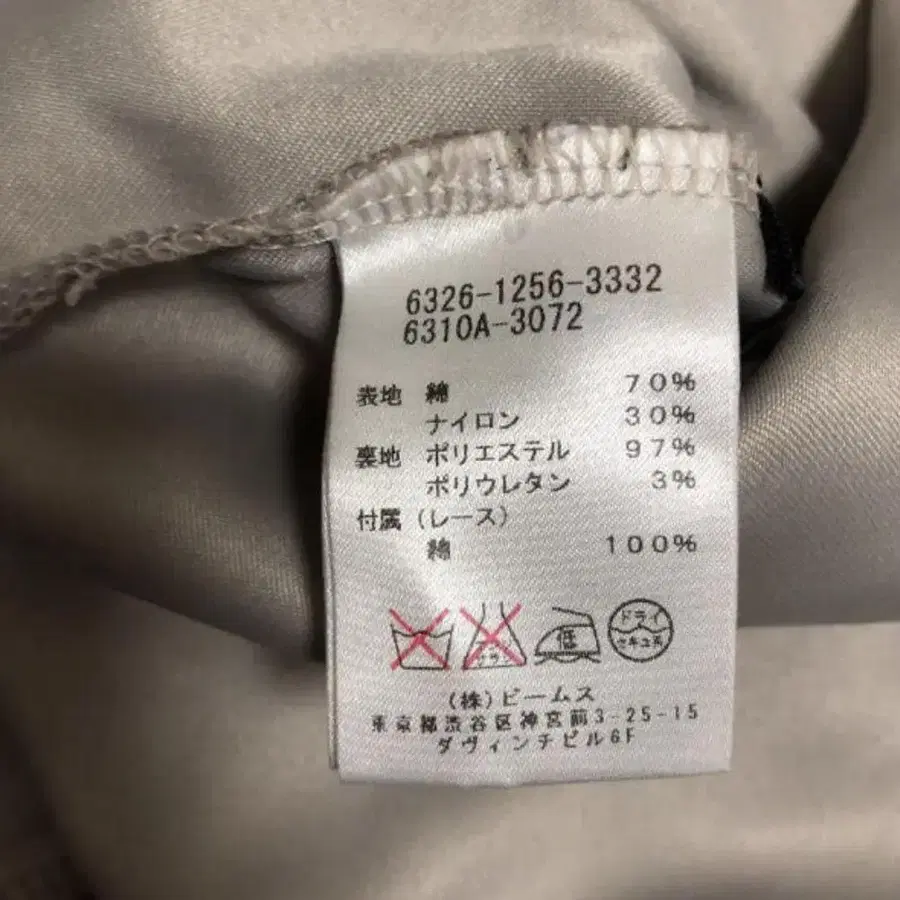 6326-1256-3332
6310A-3072
表地 綿 70%
ナイロン 30%
裏地 ポリエステル 97%
ポリウレタン 3%
付属(レース)
綿 100%
低
ドライ
セキユ系
(株)ビームス
東京都渋谷区神宮前3-25-15
ダヴィンチビル6F